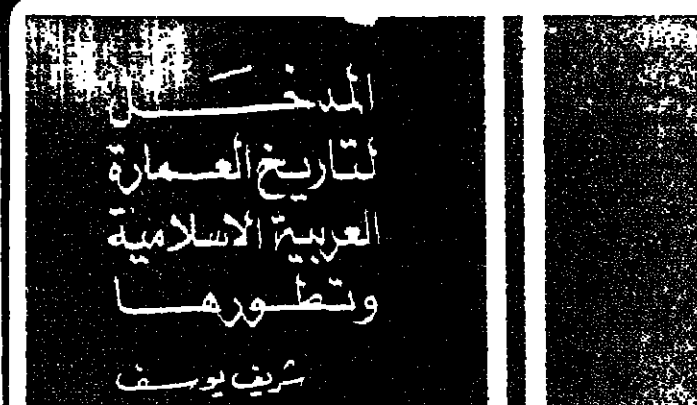 المدخل
لتاريخ العمارة
العربية الاسلامية
وتطورها
شريف يوسف